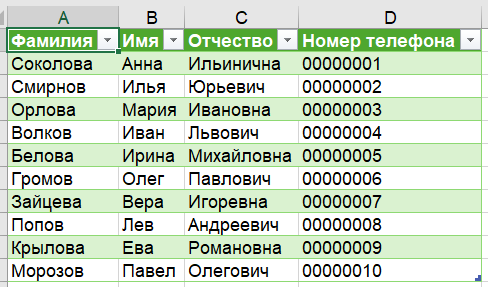 A B C D
Фамилия Имя Отчество Номер телефона
Соколова Анна Ильинична 00000001
Смирнов Илья Юрьевич 00000002
Орлова Мария Ивановна 00000003
Волков Иван Львович 00000004
Белова Ирина Михайловна 00000005
Громов Олег Павлович 00000006
Зайцева Вера Игоревна 00000007
Попов Лев Андреевич 00000008
Крылова Ева Романовна 00000009
Морозов Павел Олегович 00000010